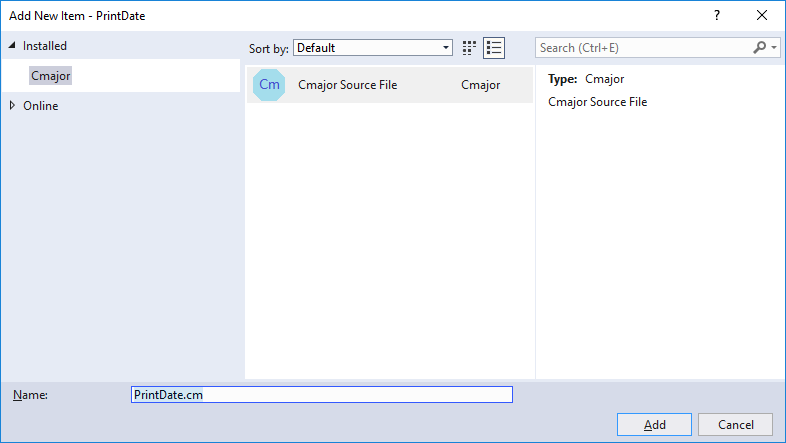 Add New Item - PrintDate
?
Installed
Cmajor
Online
Sort by: Default
Cm Cmajor Source File Cmajor
Search (Ctrl+E)
Type: Cmajor
Cmajor Source File
Name: PrintDate.cm
Add Cancel